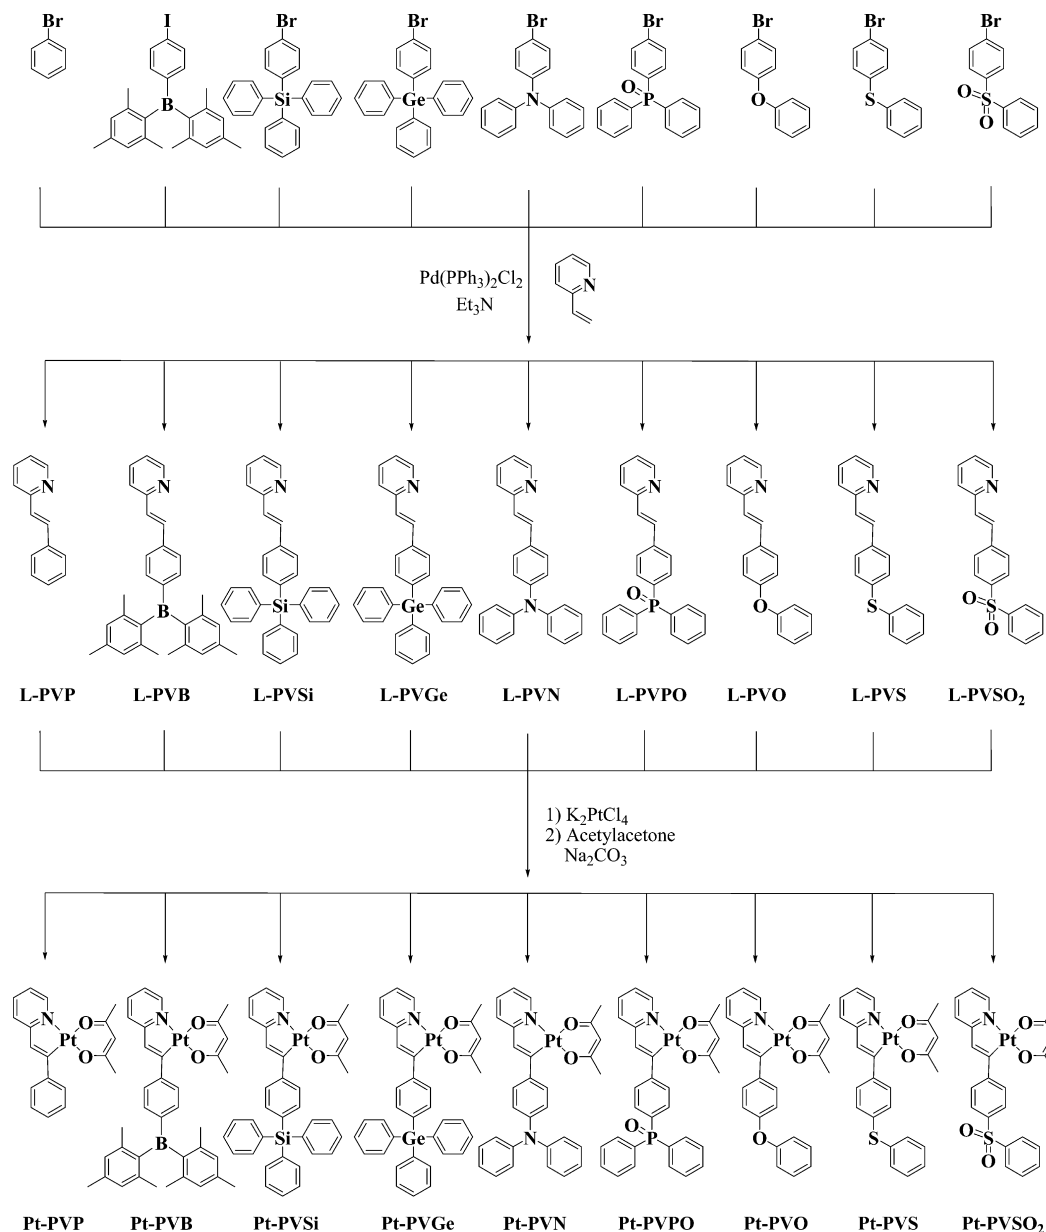 Br I Br Br Br Br Br Br Br
B Si Ge N O P O S O S O
Pd(PPh₃)₂Cl₂
Et₃N
N
N N N N N N N N N
B Si Ge N O P O S O S O
L-PVP L-PVB L-PVSi L-PVGe L-PVN L-PVPO L-PVO L-PVS L-PVSO₂
1) K₂PtCl₄
2) Acetylacetone
Na₂CO₃
N O N O N O N O N O N O N O N O N O
Pt Pt Pt Pt Pt Pt Pt Pt Pt
O O O O O O O O O
B Si Ge N O P O S O S O
Pt-PVP Pt-PVB Pt-PVSi Pt-PVGe Pt-PVN Pt-PVPO Pt-PVO Pt-PVS Pt-PVSO₂